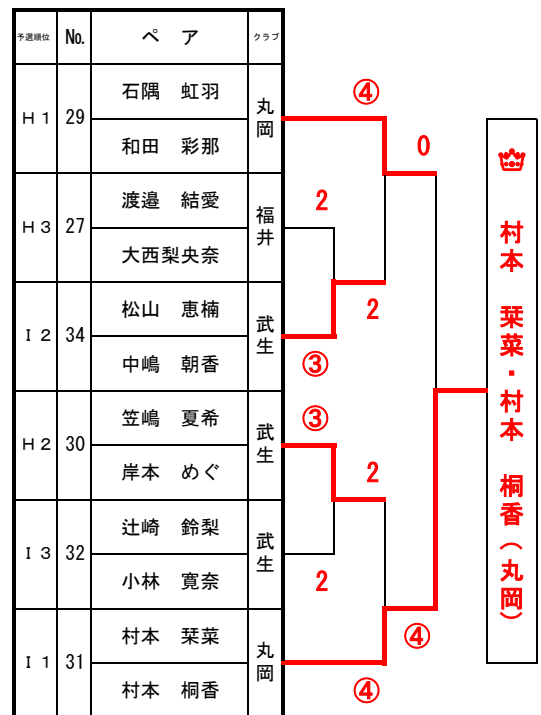 予選順位 No. ペ ア クラブ
H1 29 石隅 虹羽 丸岡
和田 彩那
④
0
H3 27 渡邉 結愛 福井
大西梨央奈
2
I2 34 松山 恵楠 武生
中嶋 朝香
③
2
H2 30 笠嶋 夏希 武生
岸本 めぐ
③
2
I3 32 辻崎 鈴梨 武生
小林 寛奈
2
I1 31 村本 栞菜 丸岡
村本 桐香
④
④
村本 栞菜・村本 桐香(丸岡)